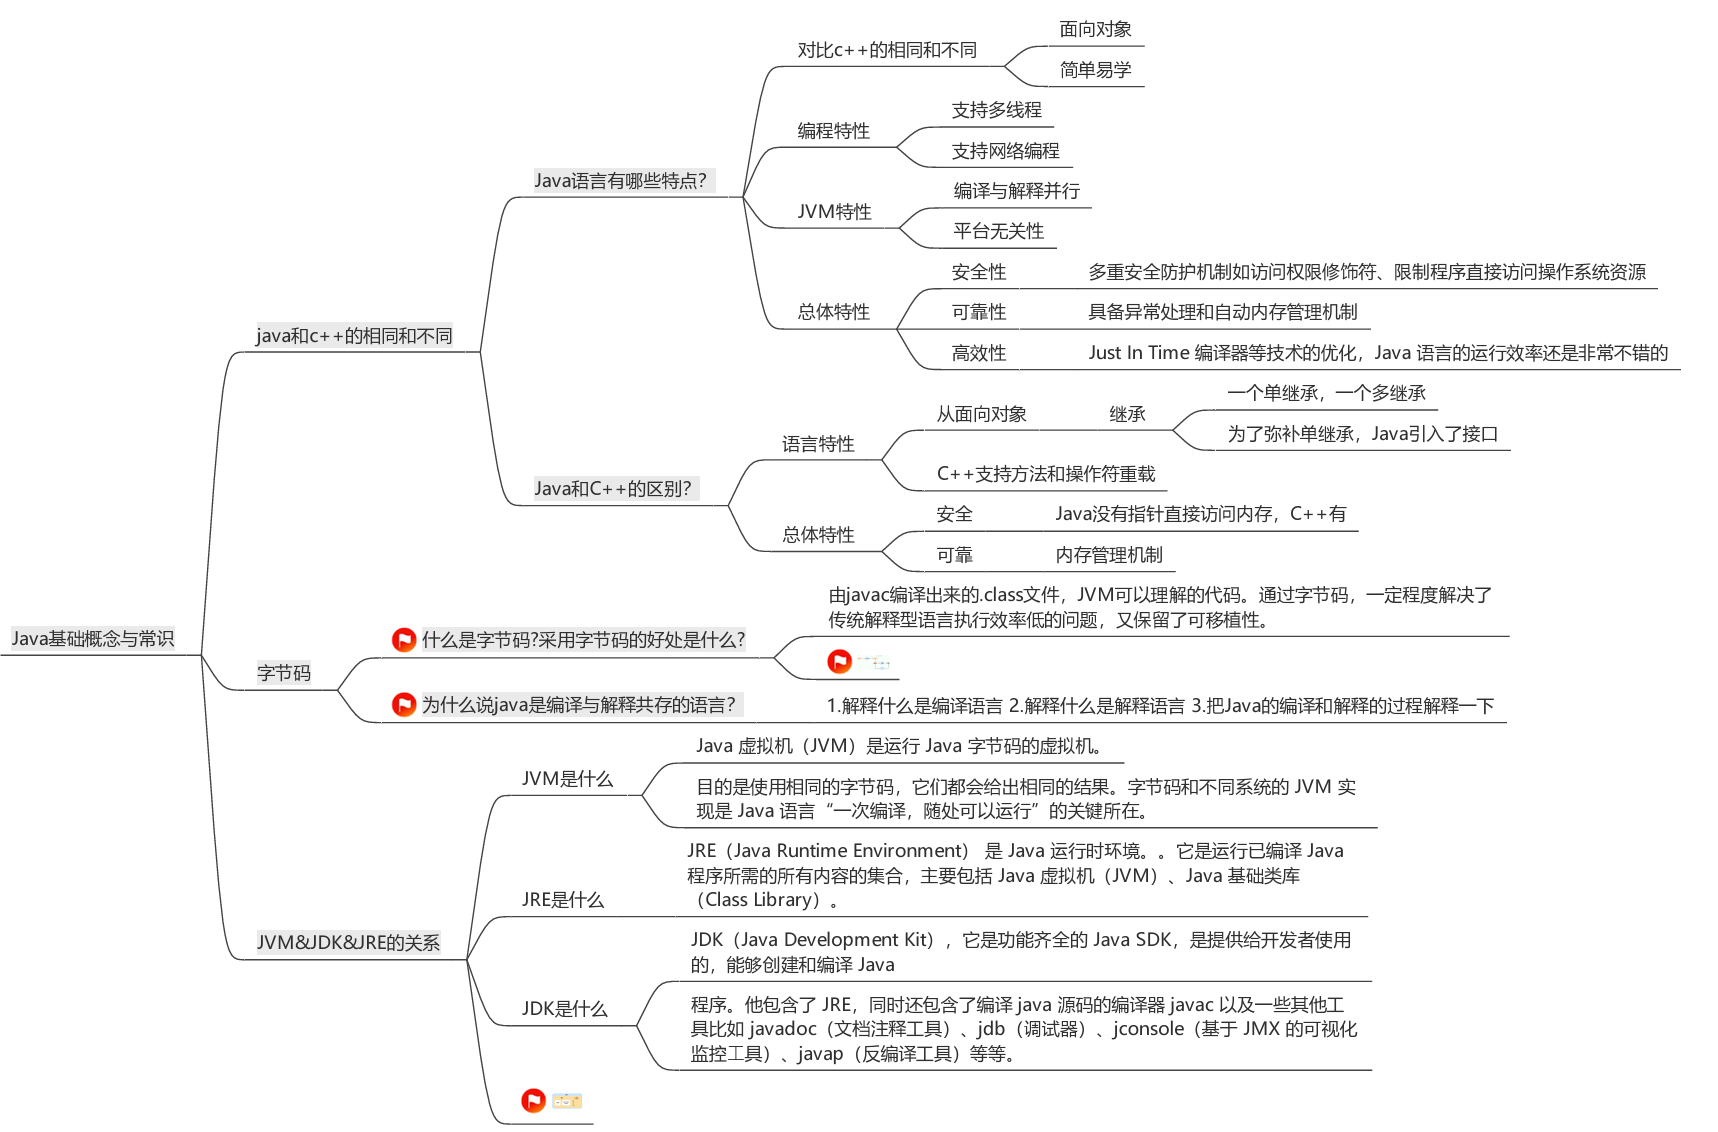 面向对象
对比c++的相同和不同
简单易学
支持多线程
编程特性
支持网络编程
Java语言有哪些特点？
编译与解释并行
JVM特性
平台无关性
安全性
多重安全防护机制如访问权限修饰符、限制程序直接访问操作系统资源
总体特性
可靠性
具备异常处理和自动内存管理机制
java和c++的相同和不同
高效性
Just In Time 编译器等技术的优化，Java 语言的运行效率还是非常不错的
一个单继承，一个多继承
从面向对象
继承
为了弥补单继承，Java引入了接口
语言特性
C++支持方法和操作符重载
Java和C++的区别？
安全
Java没有指针直接访问内存，C++有
总体特性
可靠
内存管理机制
由javac编译出来的.class文件，JVM可以理解的代码。通过字节码，一定程度解决了
传统解释型语言执行效率低的问题，又保留了可移植性。
Java基础概念与常识
什么是字节码?采用字节码的好处是什么?
字节码
为什么说java是编译与解释共存的语言？
1.解释什么是编译语言 2.解释什么是解释语言 3.把Java的编译和解释的过程解释一下
Java 虚拟机（JVM）是运行 Java 字节码的虚拟机。
JVM是什么
目的是使用相同的字节码，它们都会给出相同的结果。字节码和不同系统的 JVM 实
现是 Java 语言“一次编译，随处可以运行”的关键所在。
JRE（Java Runtime Environment） 是 Java 运行时环境。。它是运行已编译 Java
程序所需的所有内容的集合，主要包括 Java 虚拟机（JVM）、Java 基础类库
（Class Library）。
JRE是什么
JVM&JDK&JRE的关系
JDK（Java Development Kit），它是功能齐全的 Java SDK，是提供给开发者使用
的，能够创建和编译 Java
JDK是什么
程序。他包含了 JRE，同时还包含了编译 java 源码的编译器 javac 以及一些其他工
具比如 javadoc（文档注释工具）、jdb（调试器）、jconsole（基于 JMX 的可视化
监控工具）、javap（反编译工具）等等。